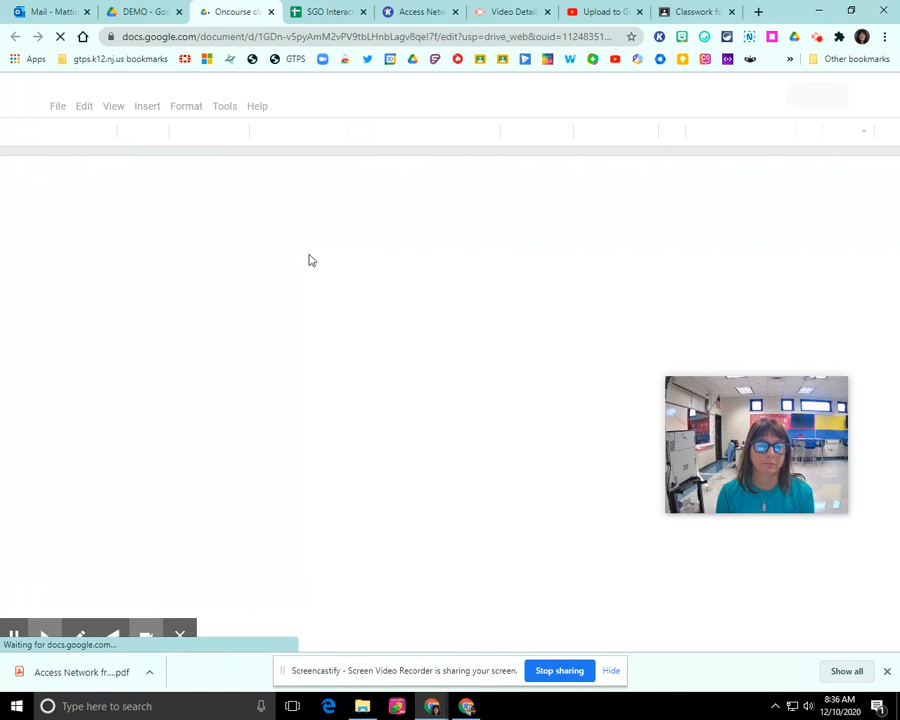 Mail - Matti
DEMO - Goo
Oncourse cl
SGO Interac
Access Netw
Video Detail
Upload to G
Classwork fo
docs.google.com/document/d/1GDn-v5pyAmM2vPV9tbLHnbLagv8qeI7f/edit?usp=drive_web&ouid=11248351...
Apps
gtps.k12.nj.us bookmarks
GTPS
»
Other bookmarks
File Edit View Insert Format Tools Help
Waiting for docs.google.com...
Access Network fr....pdf
Screencastify - Screen Video Recorder is sharing your screen.
Stop sharing
Hide
Show all
Type here to search
8:36 AM
12/10/2020